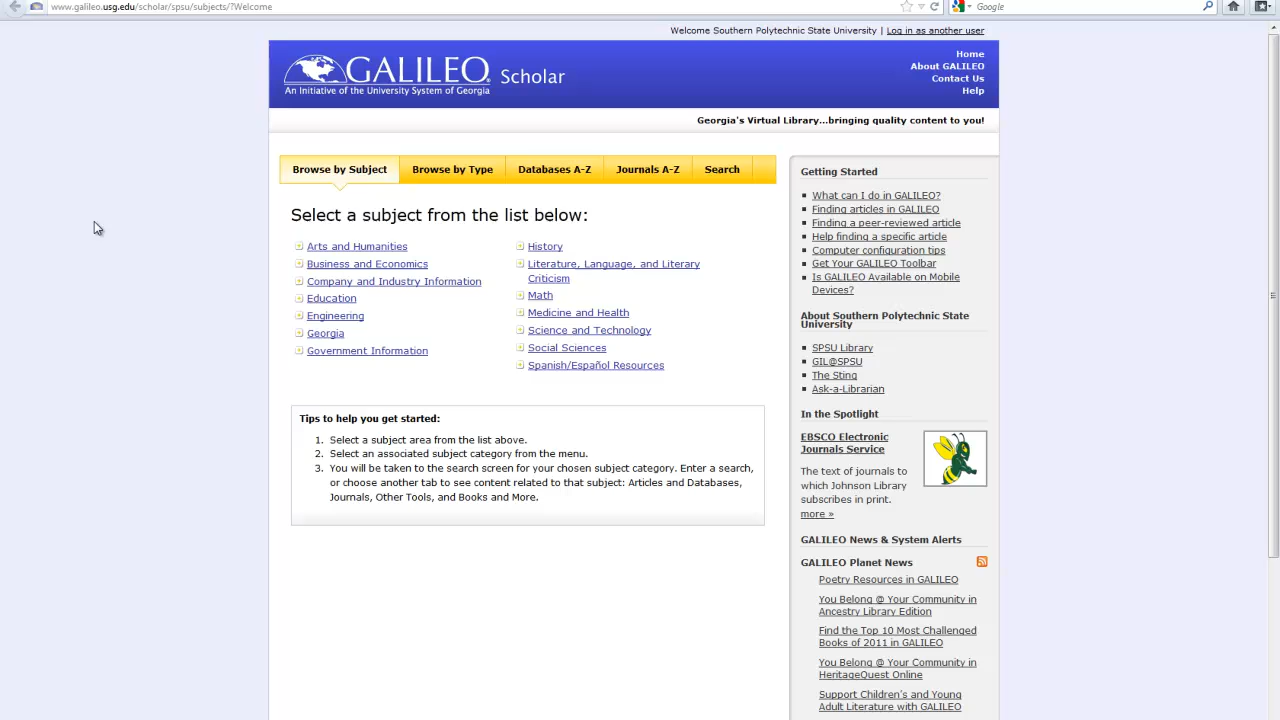 www.galileo.usg.edu/scholar/spsu/subjects/?Welcome
Google
Welcome Southern Polytechnic State University | Log in as another user
GALILEO Scholar
An Initiative of the University System of Georgia
Home
About GALILEO
Contact Us
Help
Georgia's Virtual Library...bringing quality content to you!
Browse by Subject
Browse by Type
Databases A-Z
Journals A-Z
Search
Select a subject from the list below:
Arts and Humanities
Business and Economics
Company and Industry Information
Education
Engineering
Georgia
Government Information
History
Literature, Language, and Literary
Criticism
Math
Medicine and Health
Science and Technology
Social Sciences
Spanish/Español Resources
Tips to help you get started:
1. Select a subject area from the list above.
2. Select an associated subject category from the menu.
3. You will be taken to the search screen for your chosen subject category. Enter a search,
or choose another tab to see content related to that subject: Articles and Databases,
Journals, Other Tools, and Books and More.
Getting Started
What can I do in GALILEO?
Finding articles in GALILEO
Finding a peer-reviewed article
Help finding a specific article
Computer configuration tips
Get Your GALILEO Toolbar
Is GALILEO Available on Mobile
Devices?
About Southern Polytechnic State
University
SPSU Library
GIL@SPSU
The Sting
Ask-a-Librarian
In the Spotlight
EBSCO Electronic
Journals Service
The text of journals to
which Johnson Library
subscribes in print.
more »
GALILEO News & System Alerts
GALILEO Planet News
Poetry Resources in GALILEO
You Belong @ Your Community in
Ancestry Library Edition
Find the Top 10 Most Challenged
Books of 2011 in GALILEO
You Belong @ Your Community in
HeritageQuest Online
Support Children's and Young
Adult Literature with GALILEO